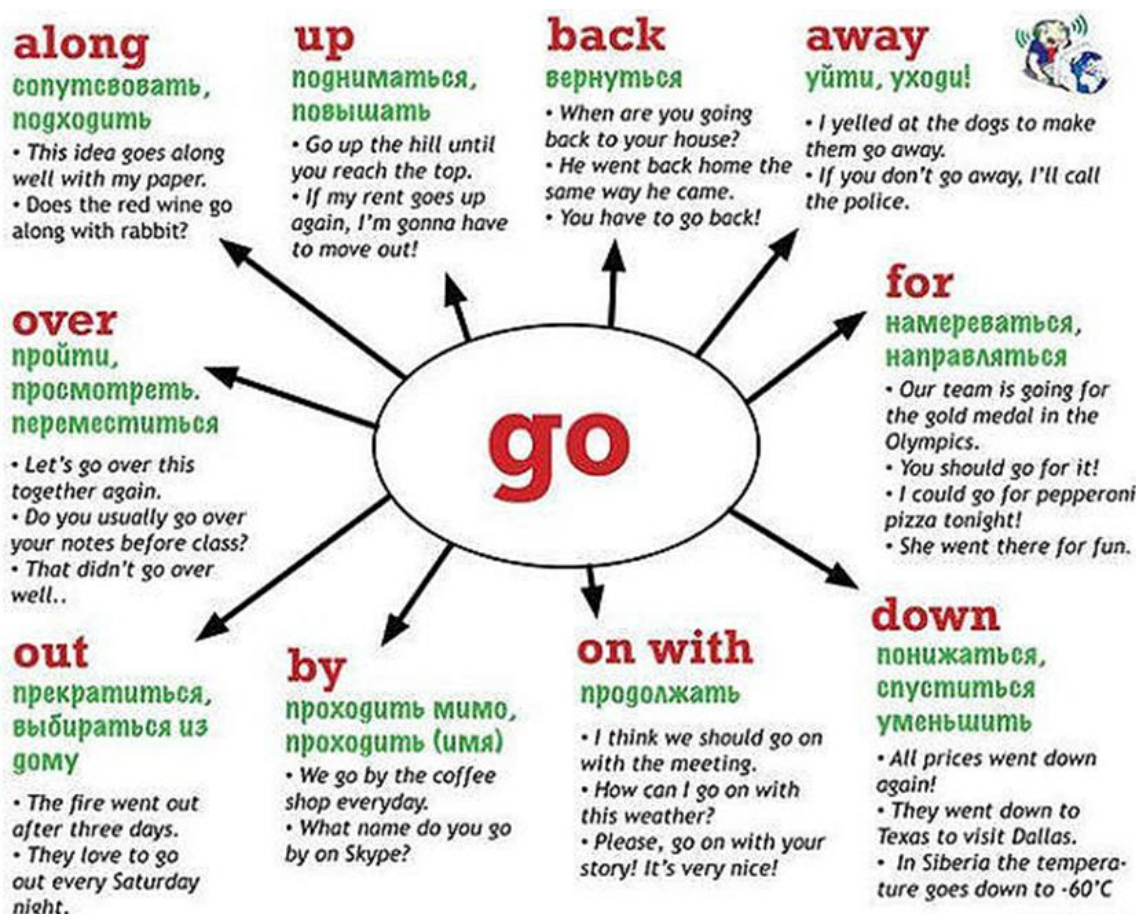 along
сопутсвовать,
подходить
• This idea goes along
well with my paper.
• Does the red wine go
along with rabbit?
up
подниматься,
повышать
• Go up the hill until
you reach the top.
• If my rent goes up
again, I'm gonna have
to move out!
back
вернуться
• When are you going
back to your house?
• He went back home the
same way he came.
• You have to go back!
away
уйти, уходи!
• I yelled at the dogs to make
them go away.
• If you don't go away, I'll call
the police.
over
пройти,
просмотреть.
переместиться
• Let's go over this
together again.
• Do you usually go over
your notes before class?
• That didn't go over
well..
go
for
намереваться,
направляться
• Our team is going for
the gold medal in the
Olympics.
• You should go for it!
• I could go for pepperoni
pizza tonight!
• She went there for fun.
out
прекратиться,
выбираться из
дому
• The fire went out
after three days.
• They love to go
out every Saturday
night.
by
проходить мимо,
проходить (имя)
• We go by the coffee
shop everyday.
• What name do you go
by on Skype?
on with
продолжать
• I think we should go on
with the meeting.
• How can I go on with
this weather?
• Please, go on with your
story! It's very nice!
down
понижаться,
спуститься
уменьшить
• All prices went down
again!
• They went down to
Texas to visit Dallas.
• In Siberia the tempera-
ture goes down to -60'C